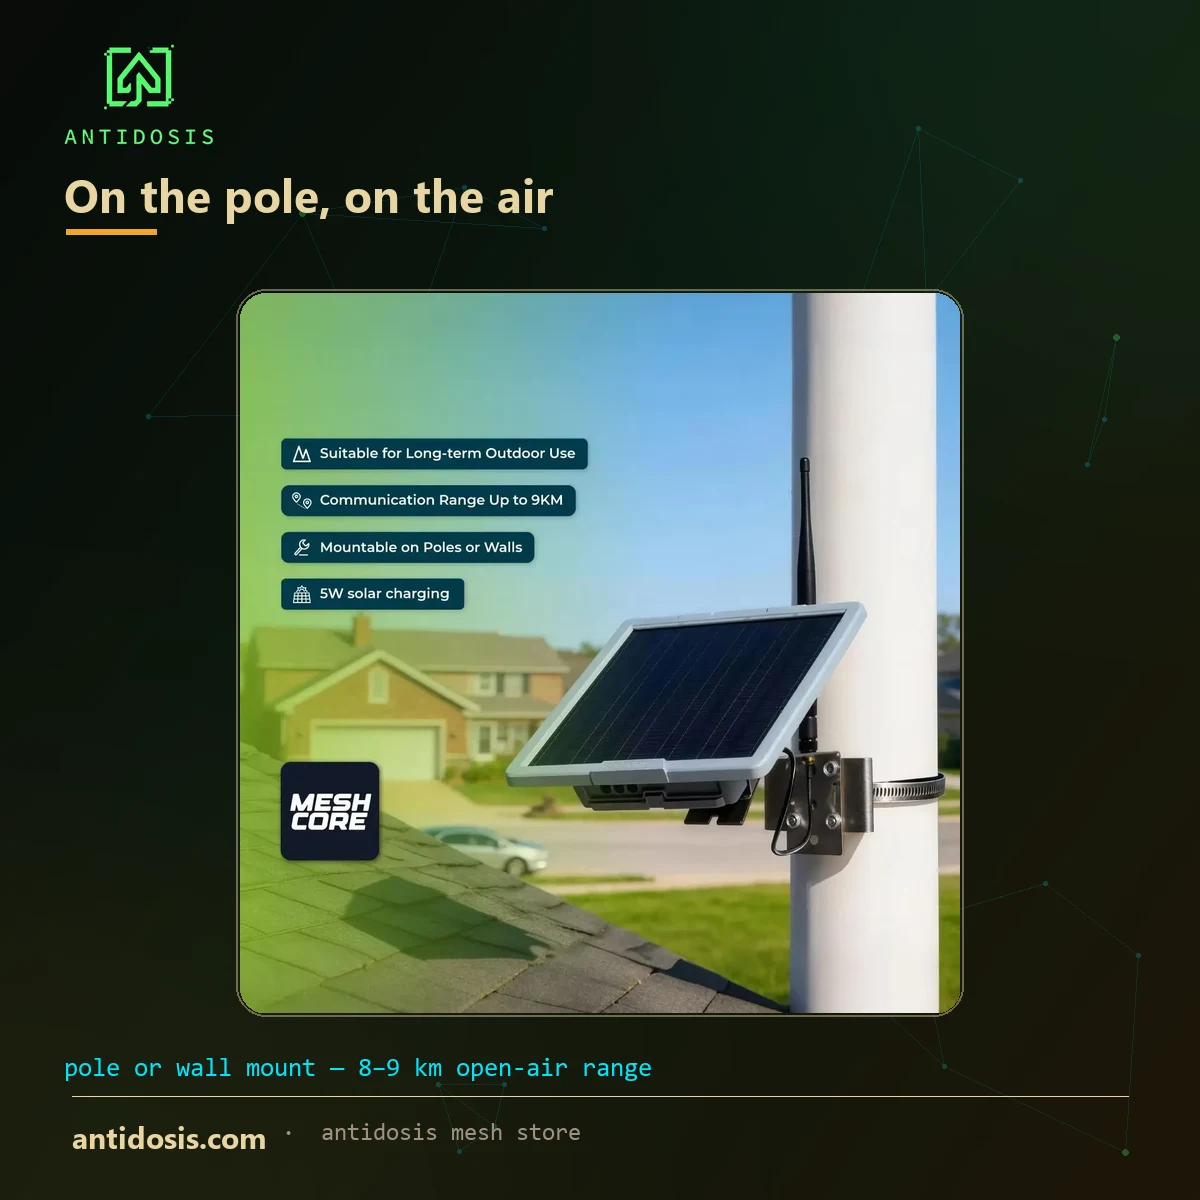 ANTIDOSIS
On the pole, on the air
Suitable for Long-term Outdoor Use
Communication Range Up to 9KM
Mountable on Poles or Walls
5W solar charging
MESH
CORE
pole or wall mount — 8–9 km open-air range
antidosis.com · antidosis mesh store